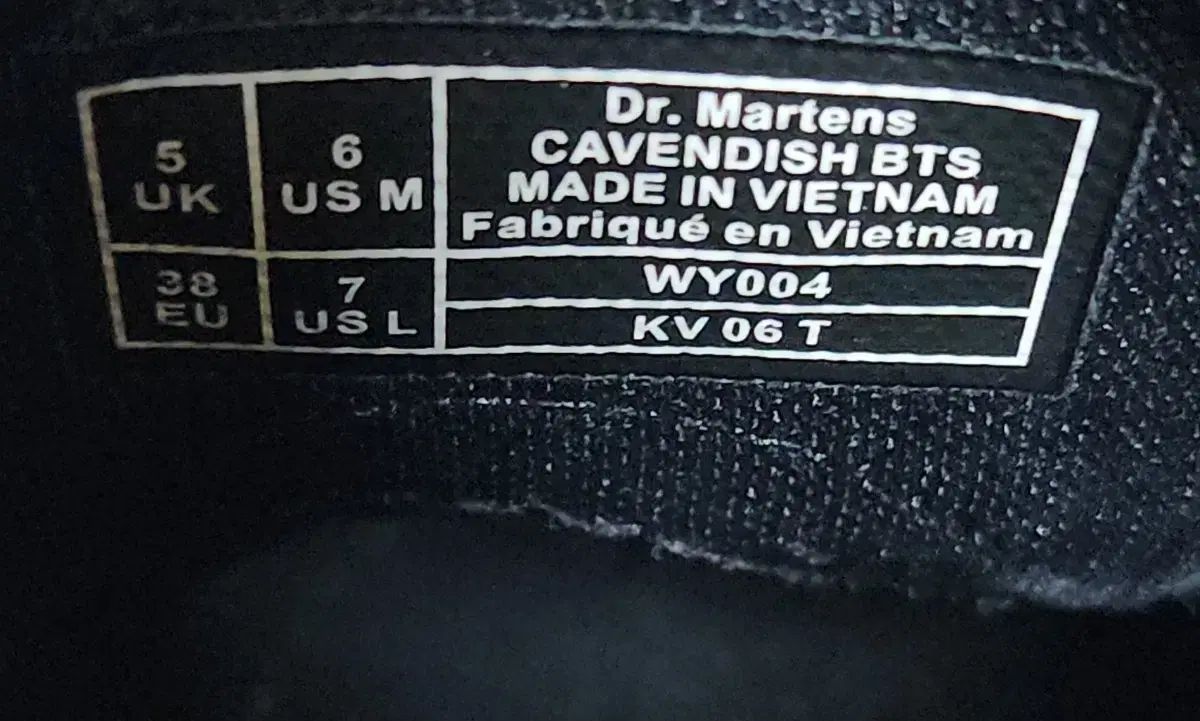 5
UK
6
US M
38
EU
7
US L
Dr. Martens
CAVENDISH BTS
MADE IN VIETNAM
Fabriqué en Vietnam
WY004
KV 06 T